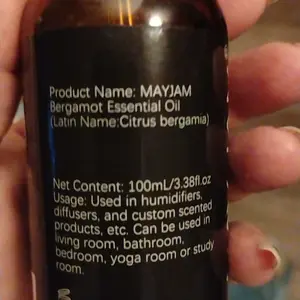 Product Name: MAYJAM
Bergamot Essential Oil
(Latin Name:Citrus bergamia)
Net Content: 100mL/3.38fl.oz
Usage: Used in humidifiers,
diffusers, and custom scented
products, etc. Can be used in
living room, bathroom,
bedroom, yoga room or study
room.